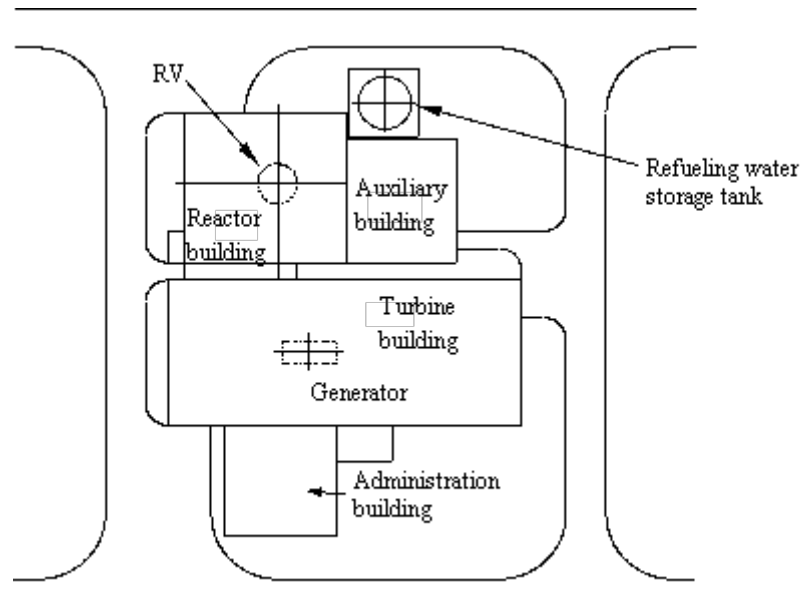 RV
Refueling water
storage tank
Auxiliary
building
Reactor
building
Turbine
building
Generator
Administration
building